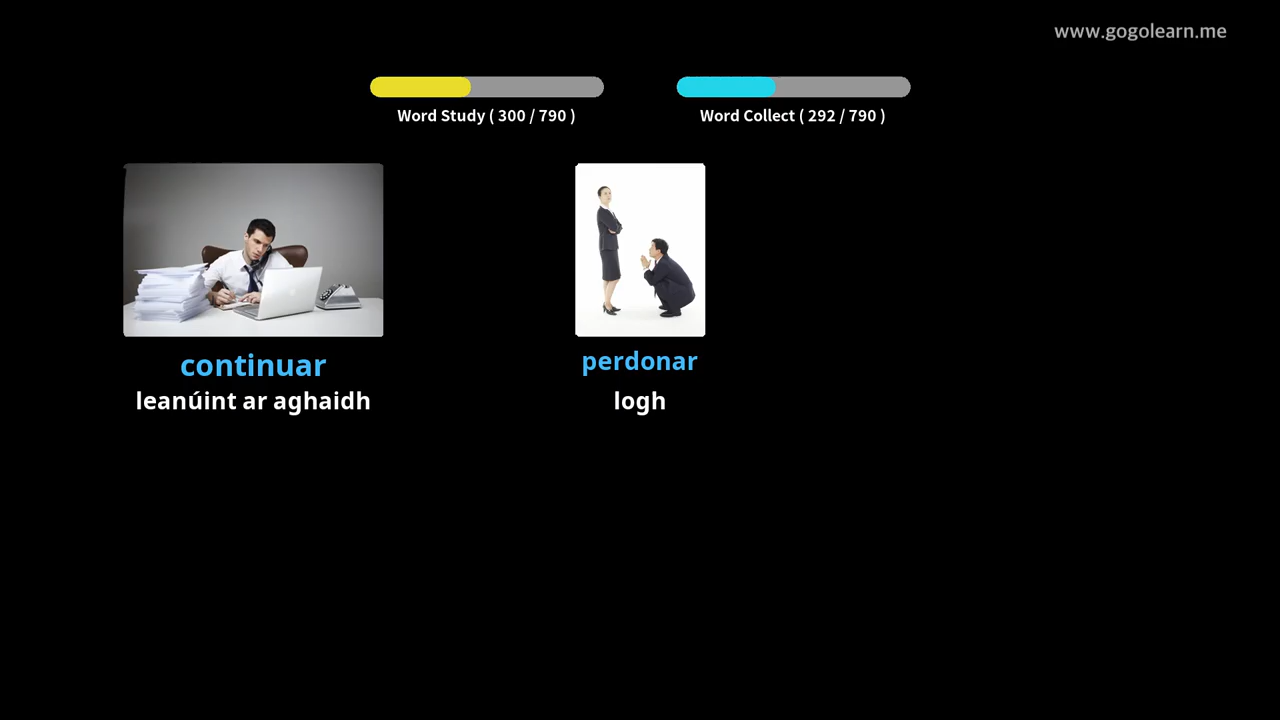 www.gogolearn.me
Word Study ( 300 / 790 )
Word Collect ( 292 / 790 )
continuar
leanúint ar aghaidh
perdonar
logh